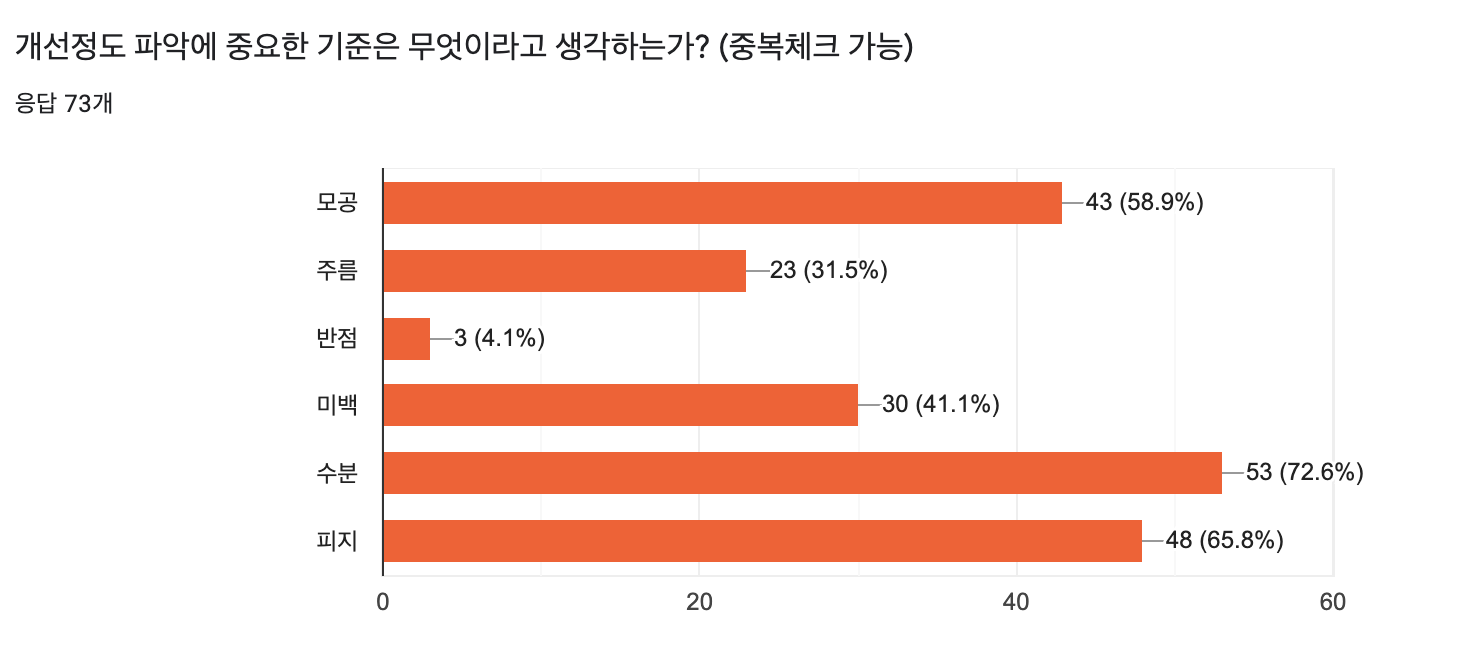 개선정도 파악에 중요한 기준은 무엇이라고 생각하는가? (중복체크 가능)
응답 73개
모공 43 (58.9%)
주름 23 (31.5%)
반점 3 (4.1%)
미백 30 (41.1%)
수분 53 (72.6%)
피지 48 (65.8%)
0 20 40 60